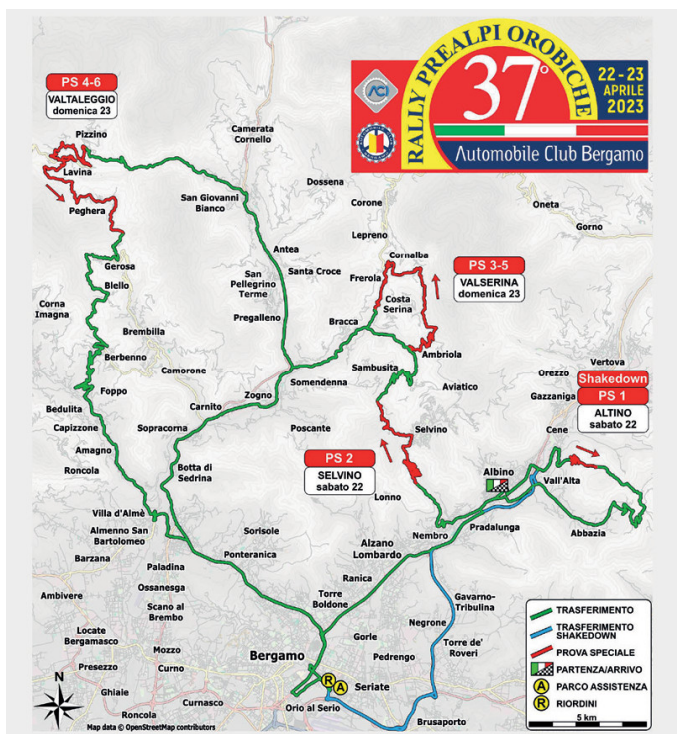 PS 4-6
VALTALEGGIO
domenica 23
RALLY PREALPI OROBICHE
37°
22 - 23
APRILE
2023
ACI
Automobile Club Bergamo
Pizzino
Lavina
Peghera
Camerata
Cornello
San Giovanni
Bianco
Dossena
Corone
Lepreno
Oneta
Gorno
Antea
Santa Croce
San
Pellegrino
Terme
Pregalleno
Cornalba
Frerola
Costa
Serina
PS 3-5
VALSERINA
domenica 23
Gerosa
Blello
Corna
Imagna
Brembilla
Bracca
Ambriola
Berbenno
Camorone
Sambusita
Somendenna
Aviatico
Vertova
Orezzo
Shakedown
PS 1
ALTINO
sabato 22
Gazzaniga
Cene
Foppo
Zogno
Carnito
Bedulita
Capizzone
Sopracorna
Poscante
Selvino
Amagno
Roncola
Botta di
Sedrina
PS 2
SELVINO
sabato 22
Lonno
Albino
Vall'Alta
Villa d'Almè
Almenno San
Bartolomeo
Sorisole
Alzano
Lombardo
Nembro
Pradalunga
Abbazia
Barzana
Paladina
Ponteranica
Ranica
Ossanesga
Ambivere
Scano al
Brembo
Torre
Boldone
Gavarno-
Tribulina
Negrone
Locate
Bergamasco
Mozzo
Gorle
Torre de'
Roveri
Presezzo
Curno
Bergamo
Pedrengo
R
A
Seriate
Ghiaie
Roncola
Curnasco
Orio al Serio
Brusaporto
N
Map data © OpenStreetMap contributors
TRASFERIMENTO
TRASFERIMENTO
SHAKEDOWN
PROVA SPECIALE
PARTENZA/ARRIVO
A PARCO ASSISTENZA
R RIORDINI
5 km